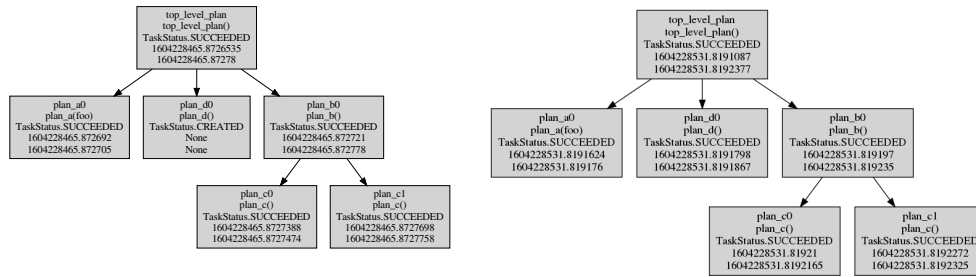 top_level_plan
top_level_plan()
TaskStatus.SUCCEEDED
1604228465.8726535
1604228465.87278
plan_a0
plan_a(foo)
TaskStatus.SUCCEEDED
1604228465.872692
1604228465.872705
plan_d0
plan_d()
TaskStatus.CREATED
None
None
plan_b0
plan_b()
TaskStatus.SUCCEEDED
1604228465.872721
1604228465.872778
plan_c0
plan_c()
TaskStatus.SUCCEEDED
1604228465.8727388
1604228465.8727474
plan_c1
plan_c()
TaskStatus.SUCCEEDED
1604228465.8727698
1604228465.8727758
top_level_plan
top_level_plan()
TaskStatus.SUCCEEDED
1604228531.8191087
1604228531.8192377
plan_a0
plan_a(foo)
TaskStatus.SUCCEEDED
1604228531.8191624
1604228531.819176
plan_d0
plan_d()
TaskStatus.SUCCEEDED
1604228531.8191798
1604228531.8191867
plan_b0
plan_b()
TaskStatus.SUCCEEDED
1604228531.819197
1604228531.819235
plan_c0
plan_c()
TaskStatus.SUCCEEDED
1604228531.81921
1604228531.8192165
plan_c1
plan_c()
TaskStatus.SUCCEEDED
1604228531.8192272
1604228531.8192325